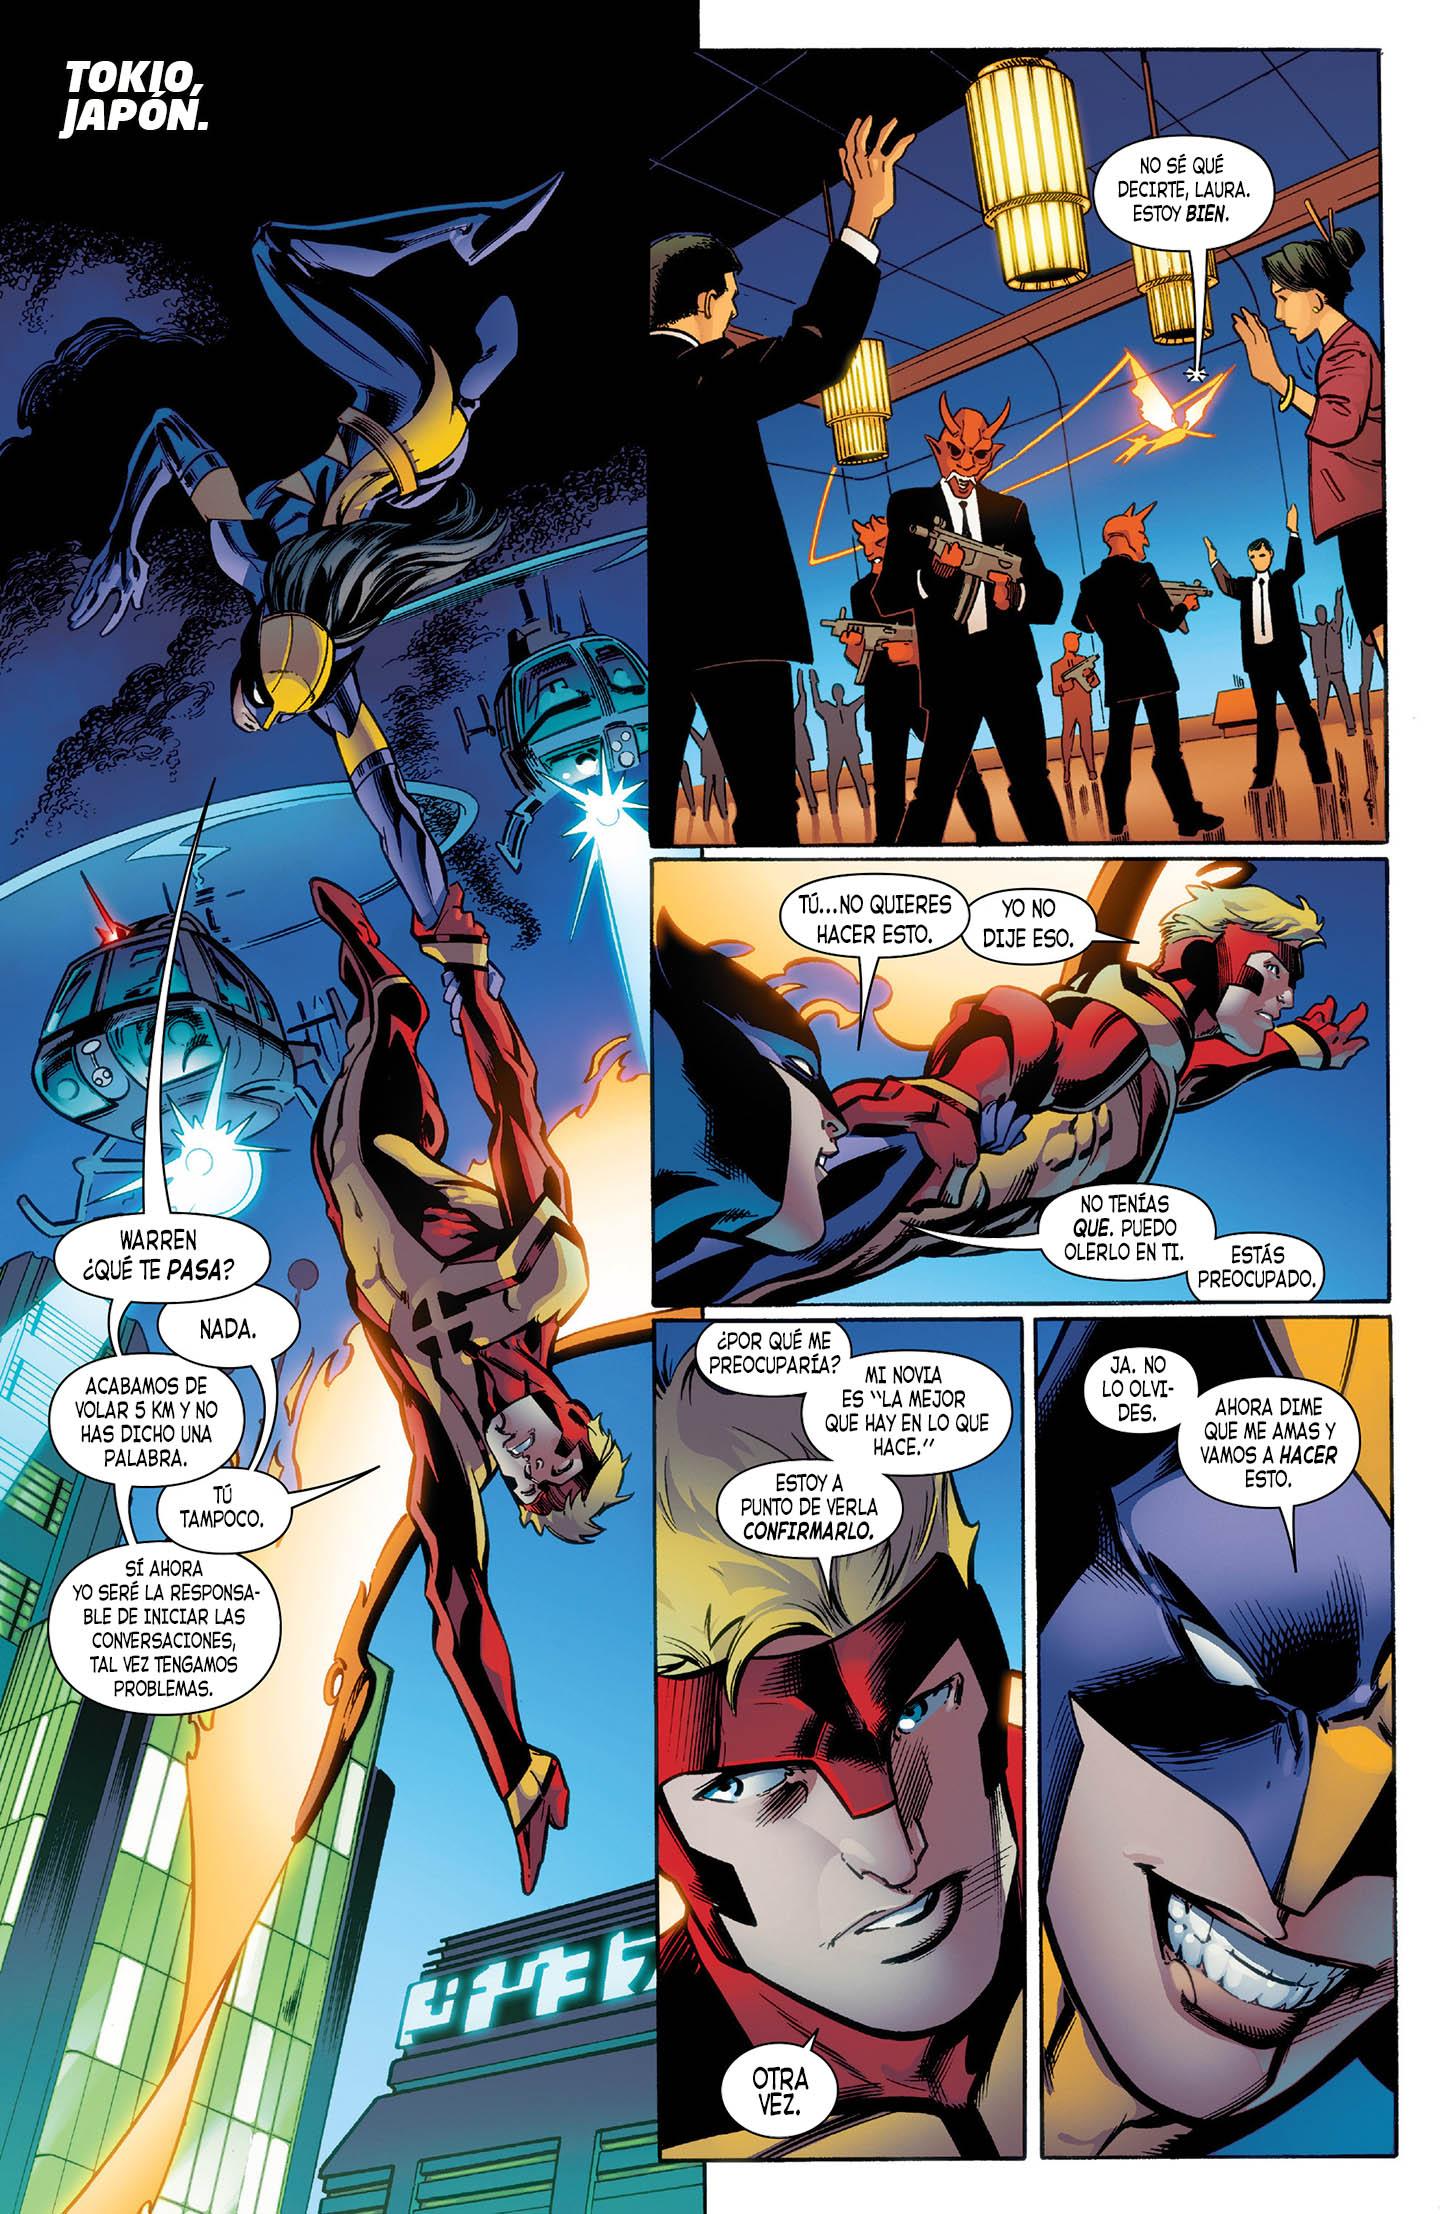 TOKIO,
JAPÓN.
WARREN
¿QUÉ TE PASA?
NADA.
ACABAMOS DE
VOLAR 5 KM Y NO
HAS DICHO UNA
PALABRA.
TÚ
TAMPOCO.
SÍ AHORA
YO SERÉ LA RESPONSA-
BLE DE INICIAR LAS
CONVERSACIONES,
TAL VEZ TENGAMOS
PROBLEMAS.
NO SÉ QUÉ
DECIRTE, LAURA.
ESTOY BIEN.
TÚ...NO QUIERES
HACER ESTO.
YO NO
DIJE ESO.
NO TENÍAS
QUE. PUEDO
OLERLO EN TI.
ESTÁS
PREOCUPADO.
¿POR QUÉ ME
PREOCUPARÍA?
MI NOVIA
ES “LA MEJOR
QUE HAY EN LO QUE
HACE.”
ESTOY A
PUNTO DE VERLA
CONFIRMARLO.
OTRA
VEZ.
JA. NO
LO OLVI-
DES.
AHORA DIME
QUE ME AMAS Y
VAMOS A HACER
ESTO.